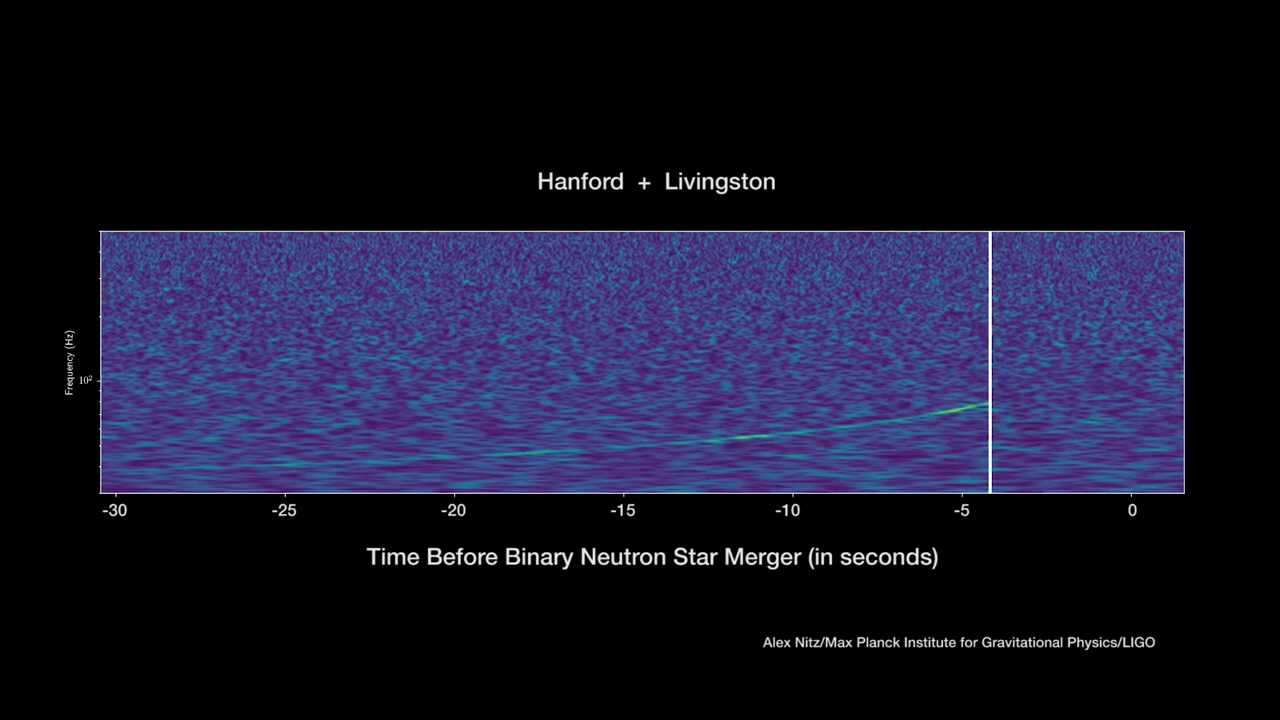 Hanford + Livingston
Frequency (Hz)
10²
-30 -25 -20 -15 -10 -5 0
Time Before Binary Neutron Star Merger (in seconds)
Alex Nitz/Max Planck Institute for Gravitational Physics/LIGO